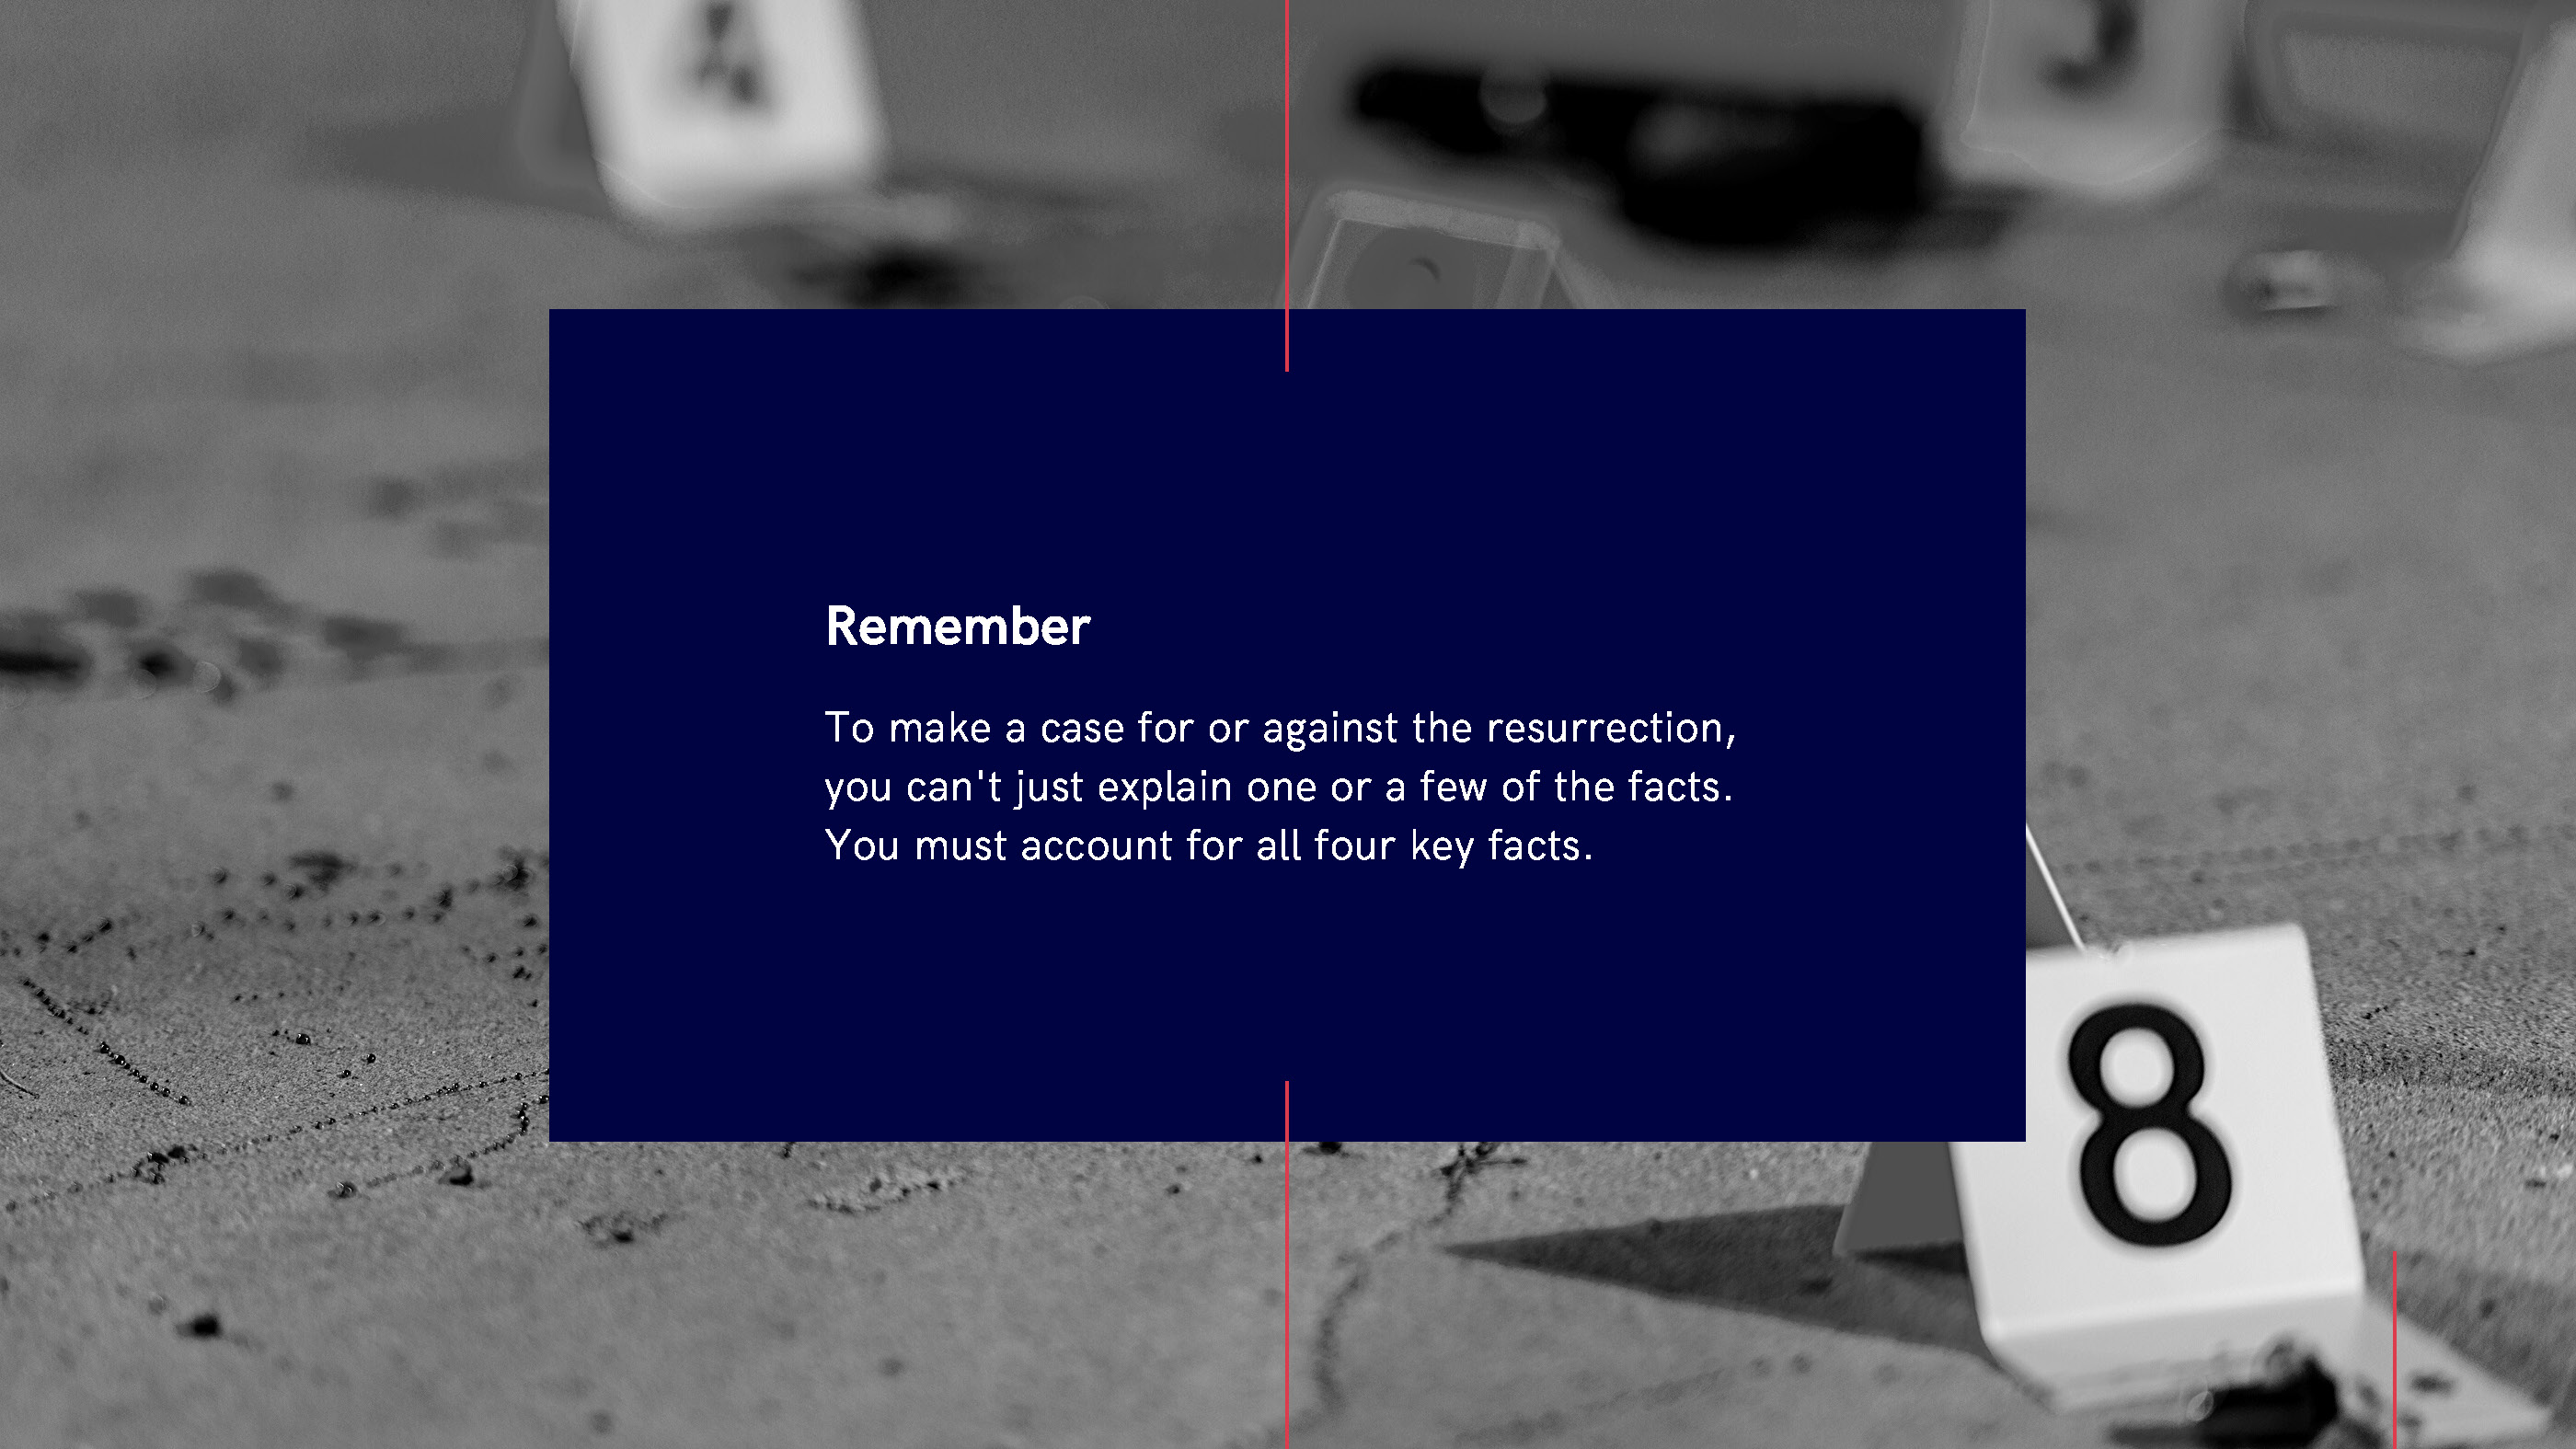 Remember
To make a case for or against the resurrection,
you can't just explain one or a few of the facts.
You must account for all four key facts.
8